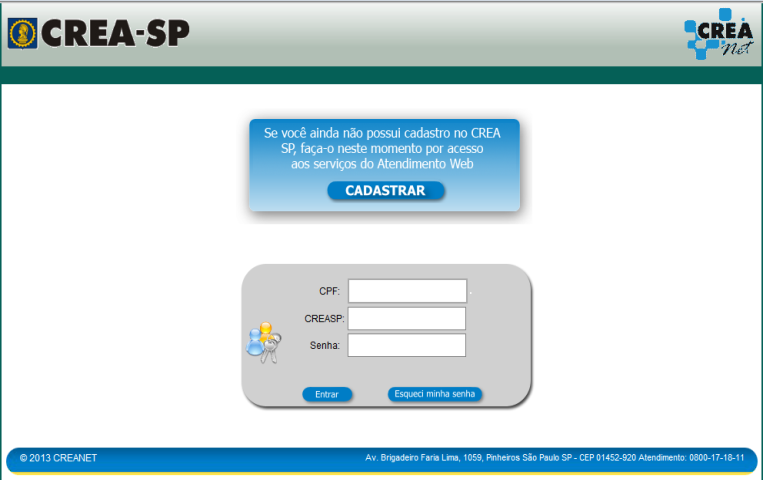 CREA-SP
CREA
Net
Se você ainda não possui cadastro no CREA
SP, faça-o neste momento por acesso
aos serviços do Atendimento Web
CADASTRAR
CPF:
CREASP:
Senha:
Entrar
Esqueci minha senha
© 2013 CREANET
Av. Brigadeiro Faria Lima, 1059, Pinheiros São Paulo SP - CEP 01452-920 Atendimento: 0800-17-18-11